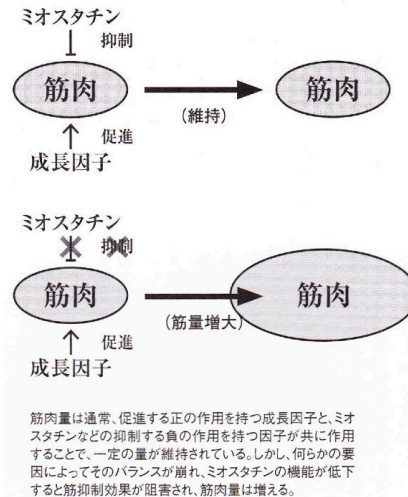 ミオスタチン
抑制
筋肉
(維持)
筋肉
促進
成長因子
ミオスタチン
抑制
筋肉
(筋量増大)
筋肉
促進
成長因子
筋肉量は通常、促進する正の作用を持つ成長因子と、ミオ
スタチンなどの抑制する負の作用を持つ因子が共に作用
することで、一定の量が維持されている。しかし、何らかの要
因によってそのバランスが崩れ、ミオスタチンの機能が低下
すると筋抑制効果が阻害され、筋肉量は増える。